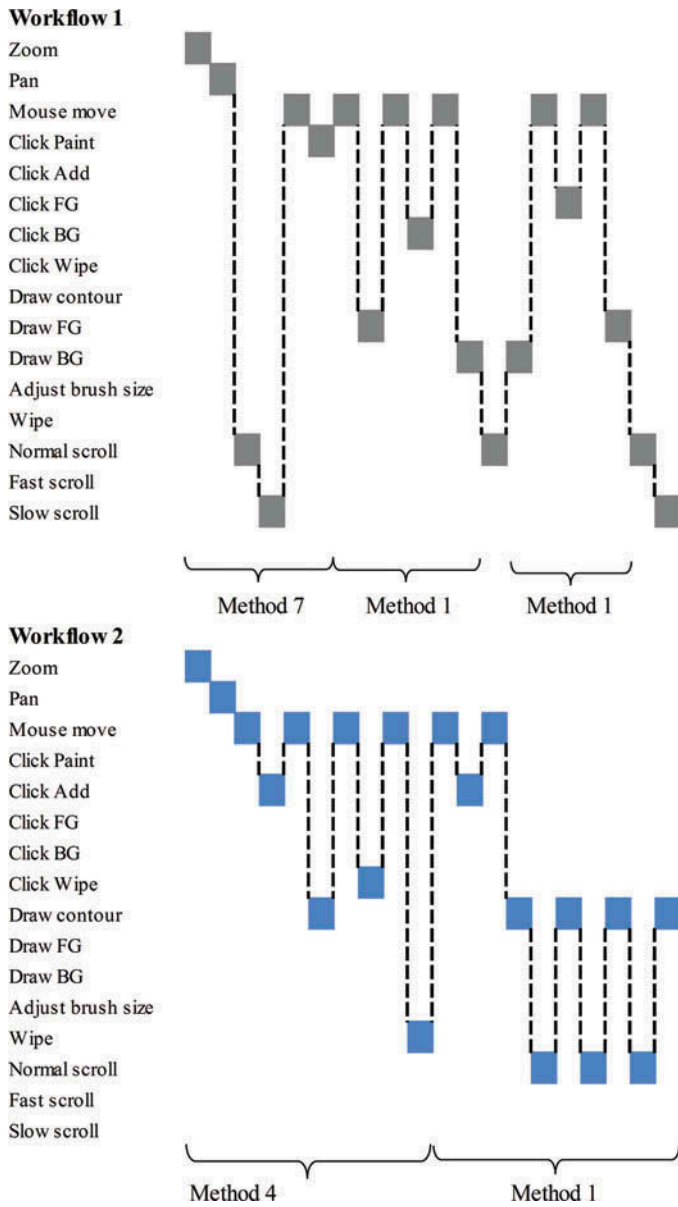 Workflow 1
Zoom
Pan
Mouse move
Click Paint
Click Add
Click FG
Click BG
Click Wipe
Draw contour
Draw FG
Draw BG
Adjust brush size
Wipe
Normal scroll
Fast scroll
Slow scroll
Method 7 Method 1 Method 1
Workflow 2
Zoom
Pan
Mouse move
Click Paint
Click Add
Click FG
Click BG
Click Wipe
Draw contour
Draw FG
Draw BG
Adjust brush size
Wipe
Normal scroll
Fast scroll
Slow scroll
Method 4 Method 1